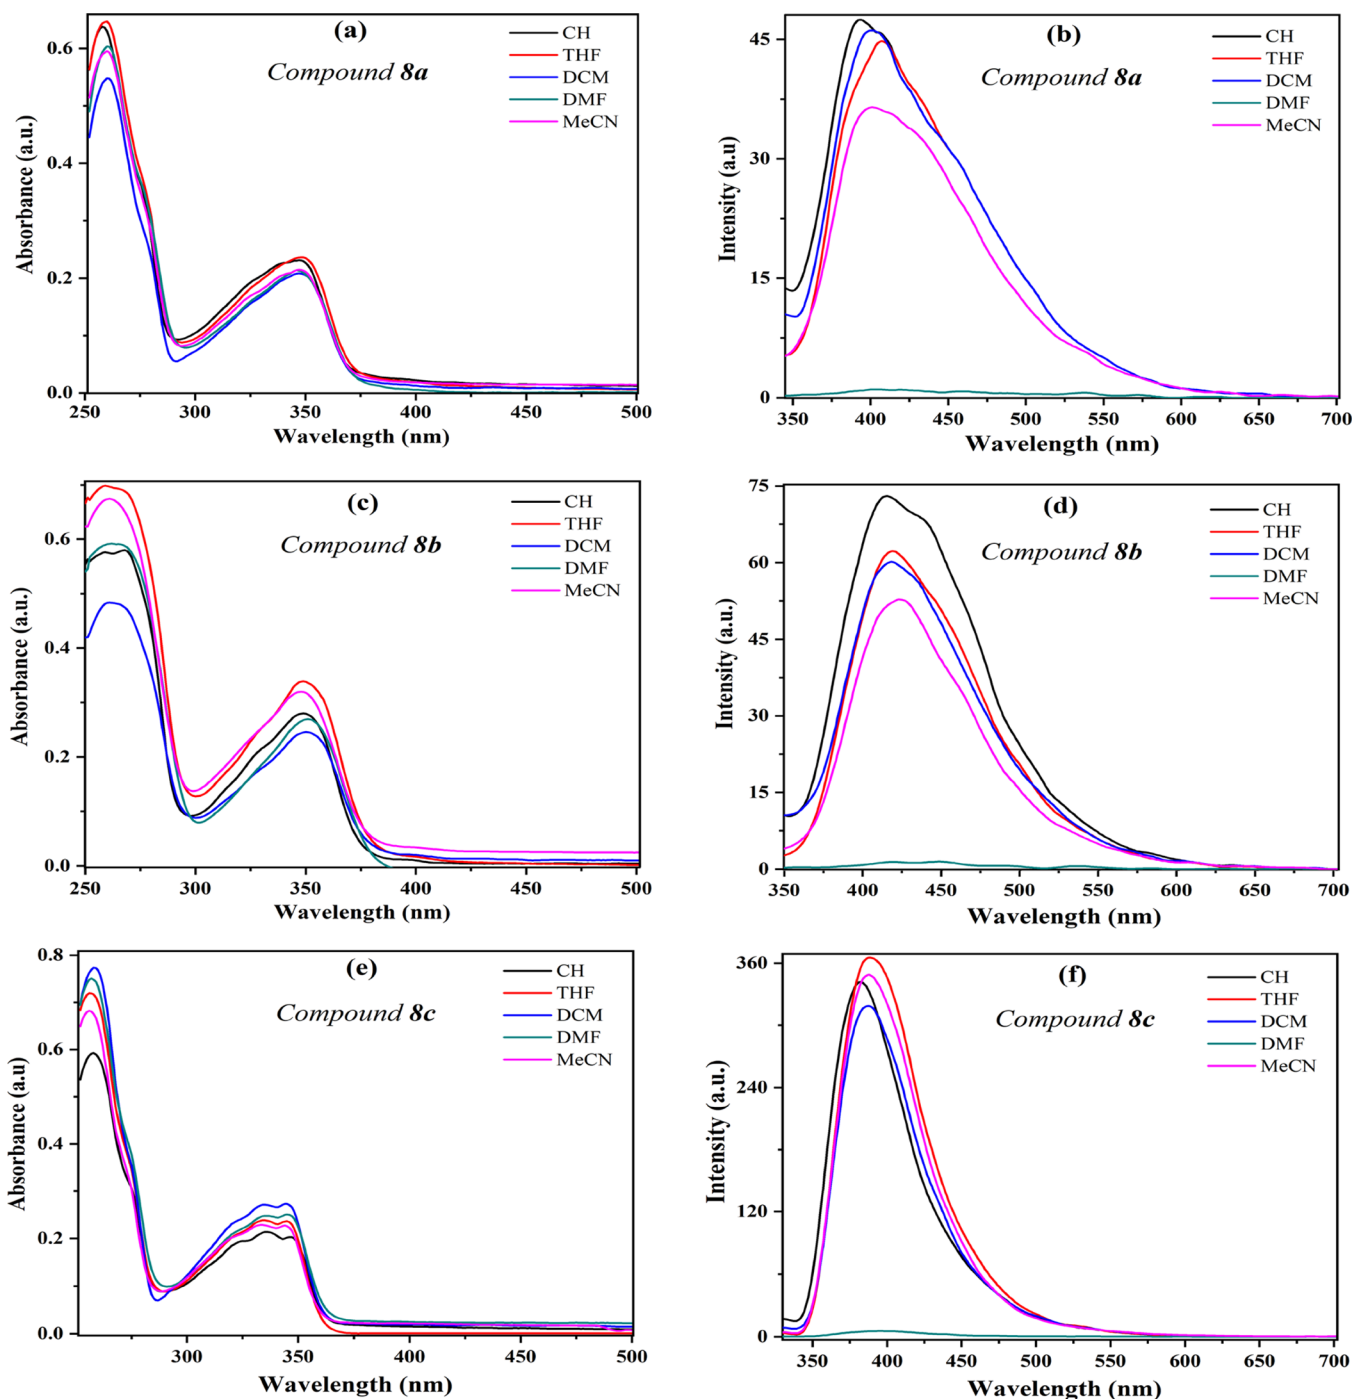 (a)
Compound 8a
CH
THF
DCM
DMF
MeCN
Absorbance (a.u.)
0.6
0.4
0.2
0.0
250 300 350 400 450 500
Wavelength (nm)
(b)
Compound 8a
CH
THF
DCM
DMF
MeCN
Intensity (a.u)
45
30
15
0
350 400 450 500 550 600 650 700
Wavelength (nm)
(c)
Compound 8b
CH
THF
DCM
DMF
MeCN
Absorbance (a.u.)
0.6
0.4
0.2
0.0
250 300 350 400 450 500
Wavelength (nm)
(d)
Compound 8b
CH
THF
DCM
DMF
MeCN
Intensity (a.u.)
75
60
45
30
15
0
350 400 450 500 550 600 650 700
Wavelength (nm)
(e)
Compound 8c
CH
THF
DCM
DMF
MeCN
Absorbance (a.u)
0.8
0.6
0.4
0.2
0.0
300 350 400 450 500
Wavelength (nm)
(f)
Compound 8c
CH
THF
DCM
DMF
MeCN
Intensity (a.u.)
360
240
120
0
350 400 450 500 550 600 650 700
Wavelength (nm)